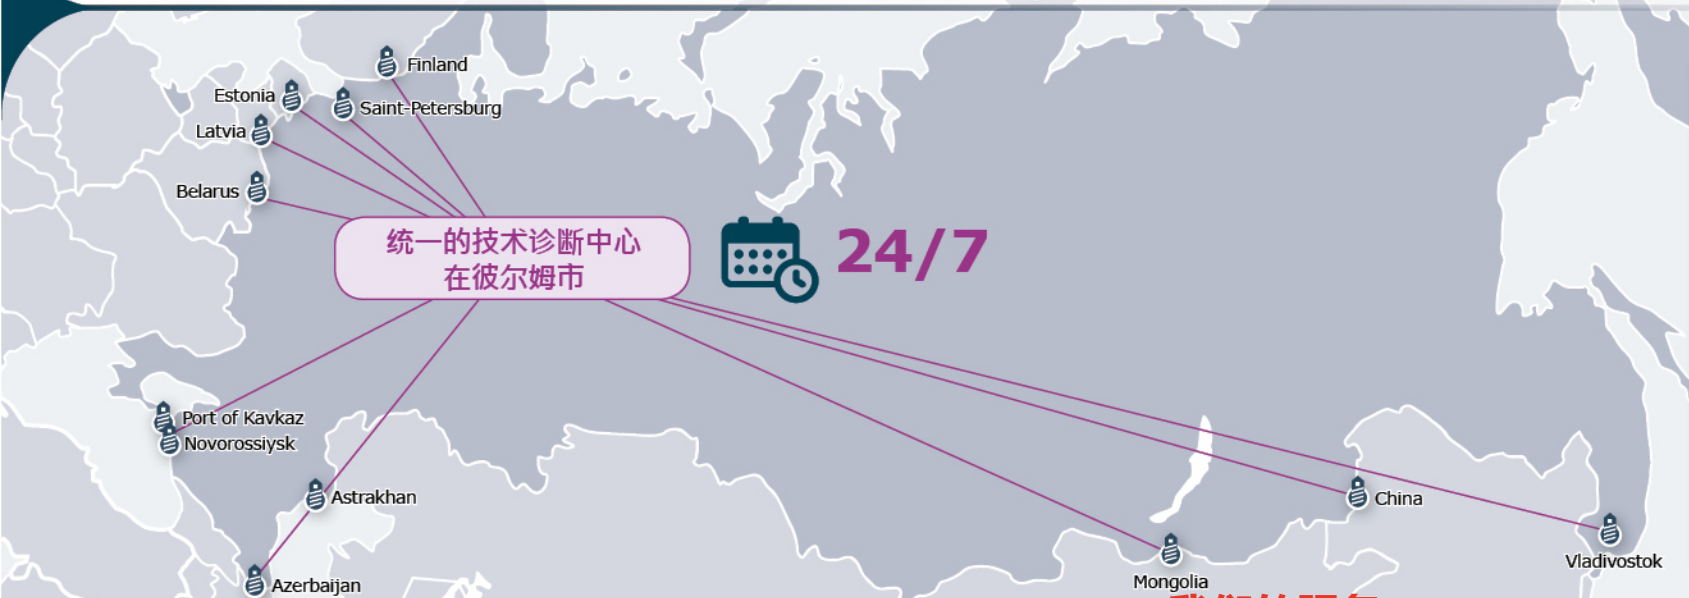 Finland
Estonia
Saint-Petersburg
Latvia
Belarus
统一的技术诊断中心
在彼尔姆市
24/7
Port of Kavkaz
Novorossiysk
Astrakhan
China
Vladivostok
Mongolia
Azerbaijan